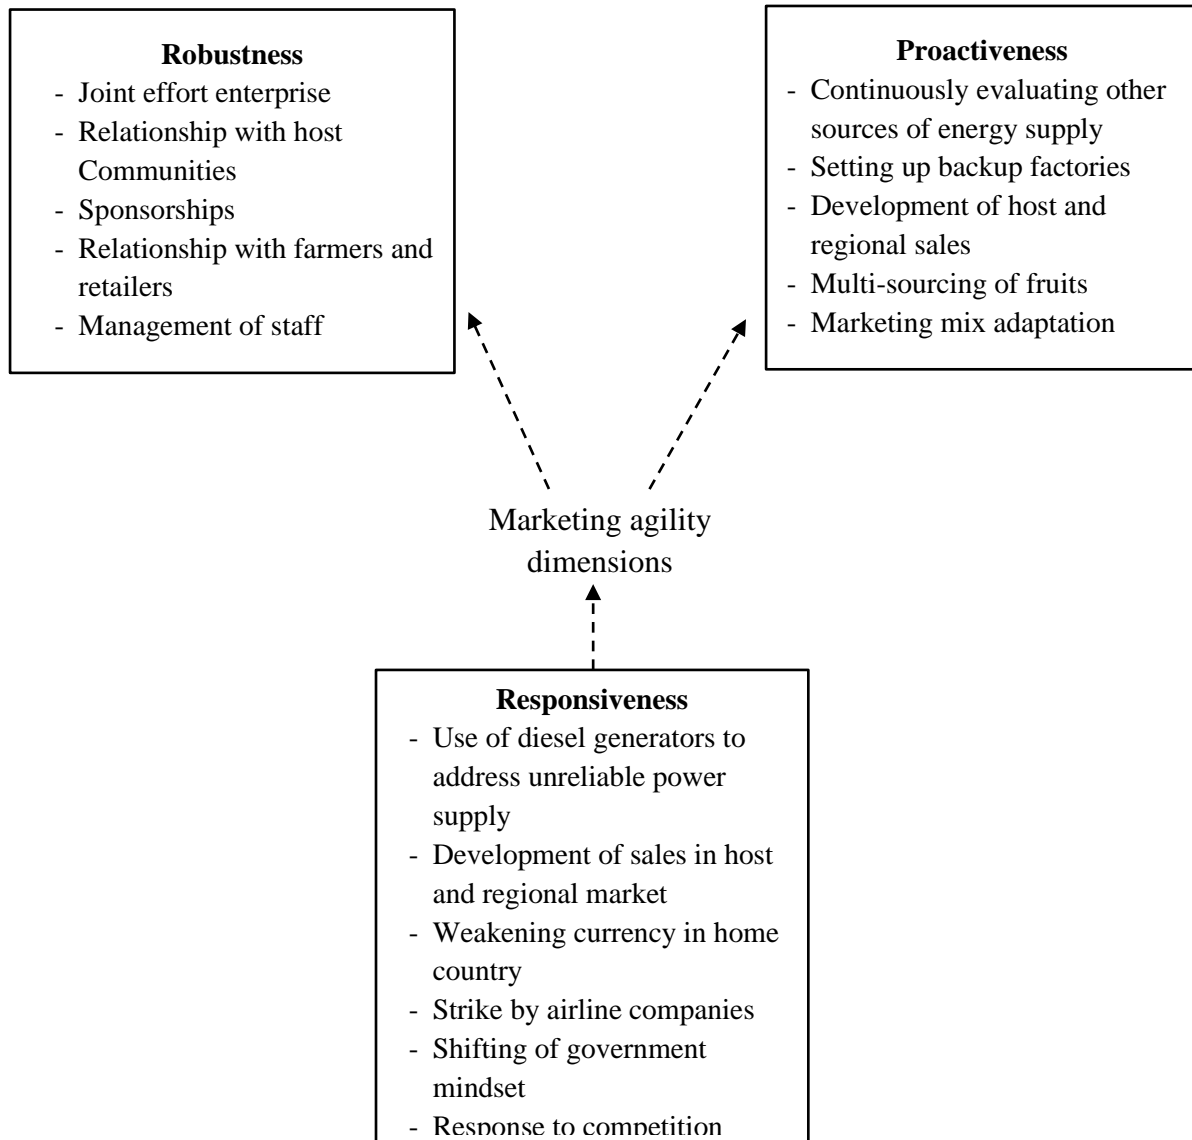 Robustness
- Joint effort enterprise
- Relationship with host
Communities
- Sponsorships
- Relationship with farmers and
retailers
- Management of staff
Proactiveness
- Continuously evaluating other
sources of energy supply
- Setting up backup factories
- Development of host and
regional sales
- Multi-sourcing of fruits
- Marketing mix adaptation
Marketing agility
dimensions
Responsiveness
- Use of diesel generators to
address unreliable power
supply
- Development of sales in host
and regional market
- Weakening currency in home
country
- Strike by airline companies
- Shifting of government
mindset
- Response to competition